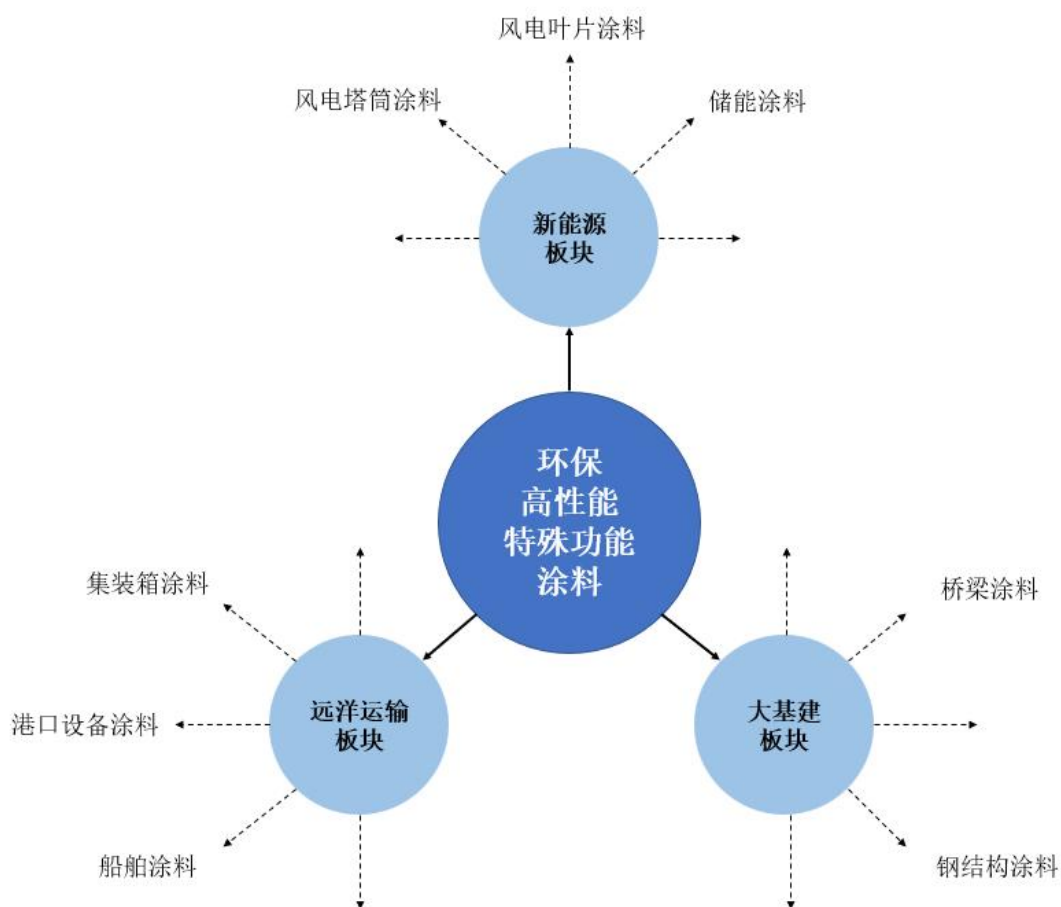 风电叶片涂料
风电塔筒涂料
储能涂料
新能源
板块
环保
高性能
特殊功能
涂料
集装箱涂料
港口设备涂料
船舶涂料
远洋运输
板块
大基建
板块
桥梁涂料
钢结构涂料